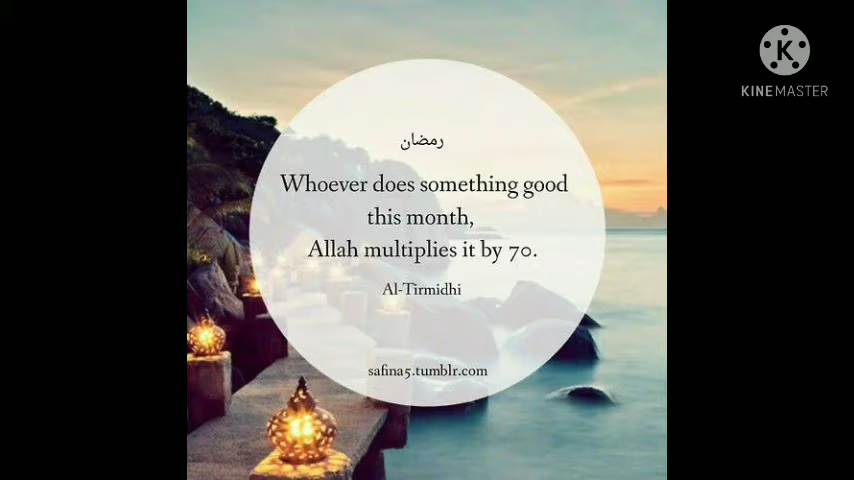 رمضان
Whoever does something good
this month,
Allah multiplies it by 70.
Al-Tirmidhi
safina5.tumblr.com
K
KINEMASTER